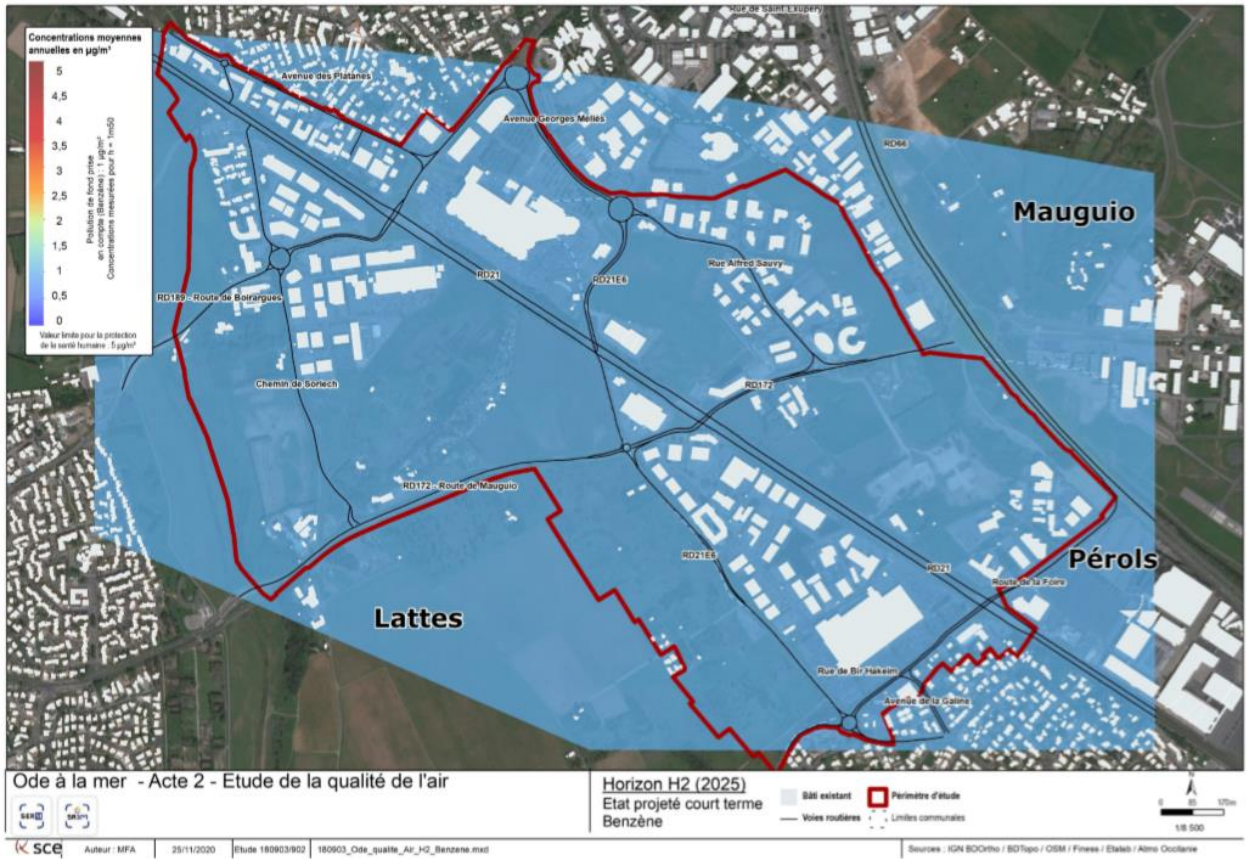 Rue de Saint-Exupéry
Concentrations moyennes
annuelles en µg/m³
5
4,5
4
3,5
3
2,5
2
1,5
1
0,5
0
Pollution de fond prise
en compte (Benzène) : 1 µg/m³
Concentrations mesurées pour h = 1m50
Valeur limite pour la protection
de la santé humaine : 5 µg/m³
Avenue des Platanes
Avenue Georges Méliès
RD66
Mauguio
RD21
RD21E6
Rue Alfred Sauvy
RD189 - Route de Boirargues
Chemin de Soriech
RD172
RD172 - Route de Mauguio
RD21E6
RD21
Pérols
Route de la Foire
Lattes
Rue de Bir Hakeim
Avenue de la Galine
Ode à la mer - Acte 2 - Etude de la qualité de l'air
Horizon H2 (2025)
Etat projeté court terme
Benzène
Bâti existant
Périmètre d'étude
Voies routières
Limites communales
N
0 85 170m
1/8 500
sce
Auteur : MFA
25/11/2020
Etude 180903/902
180903_Ode_qualite_Air_H2_Benzene.mxd
Sources : IGN BDOrtho / BDTopo / OSM / Finess / Etalab / Atmo Occitanie